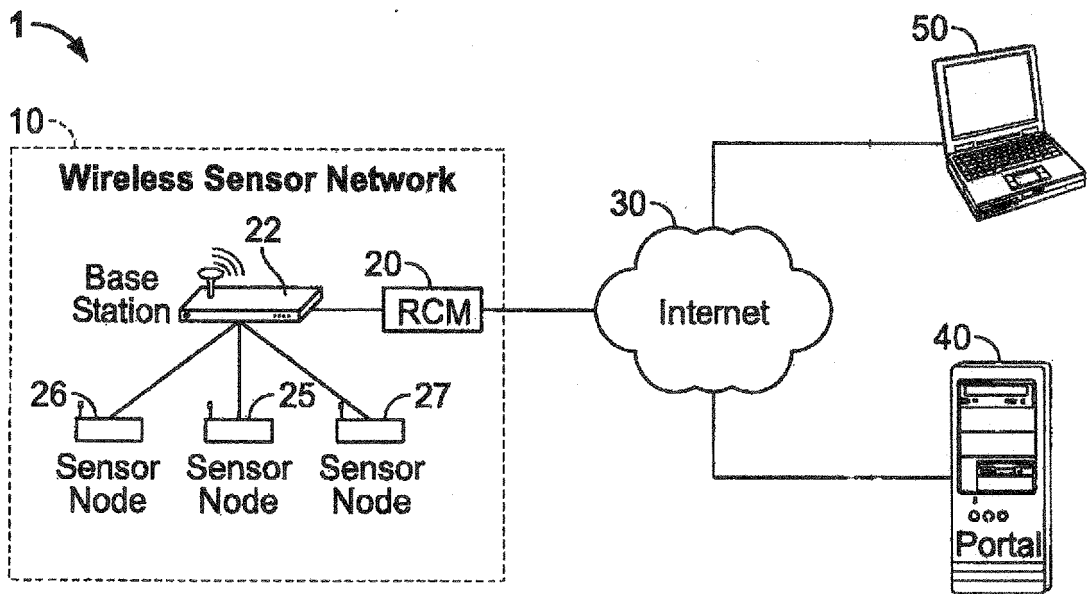 1
50
10
Wireless Sensor Network
30
22
20
Base
Station
RCM
Internet
40
26
25
27
Sensor
Node
Sensor
Node
Sensor
Node
Portal